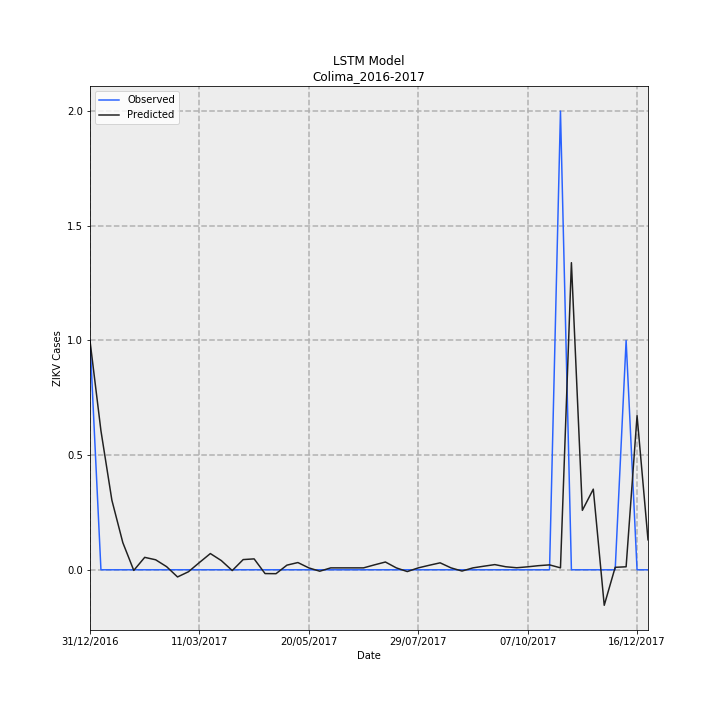 LSTM Model
Colima_2016-2017
Observed
Predicted
2.0
1.5
1.0
0.5
0.0
ZIKV Cases
31/12/2016 11/03/2017 20/05/2017 29/07/2017 07/10/2017 16/12/2017
Date